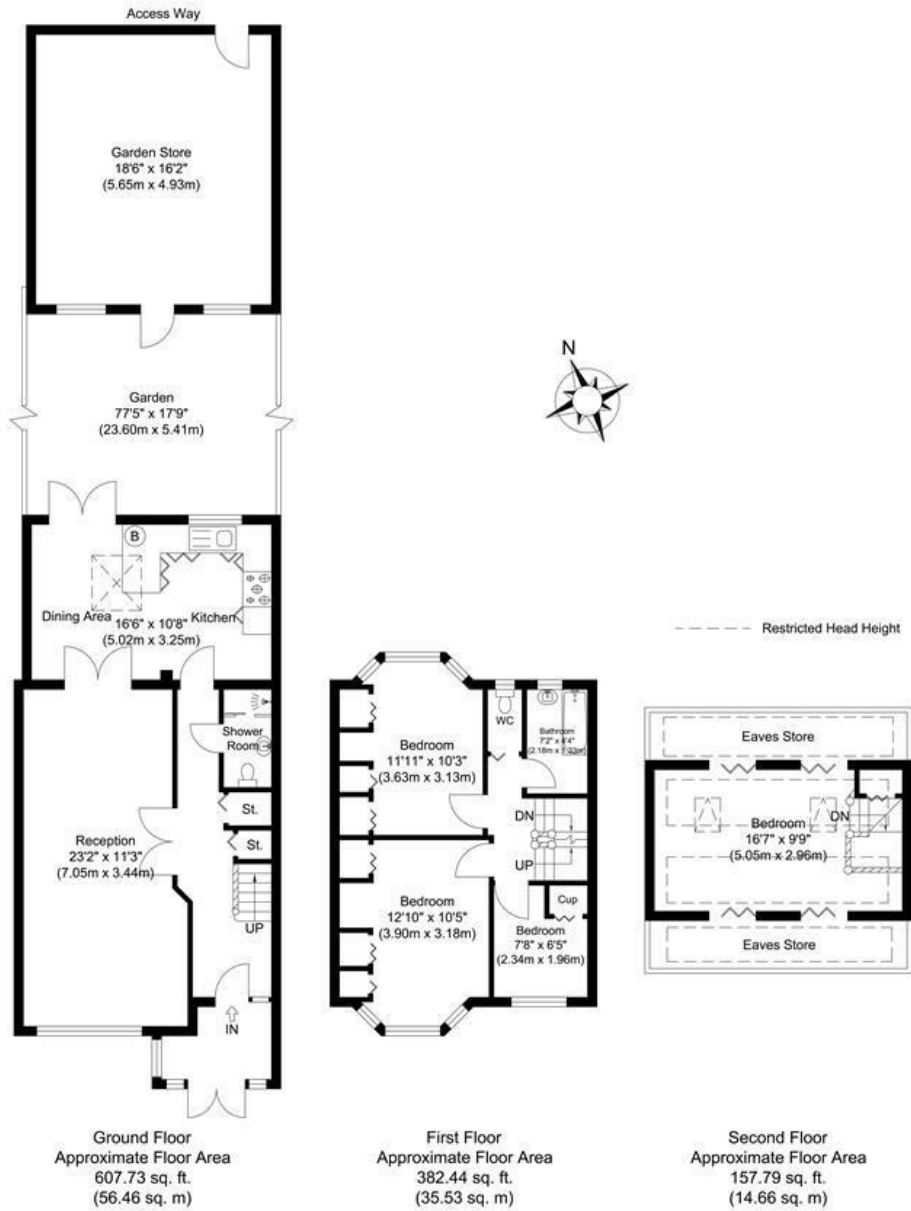 Access Way
Garden Store
18'6" x 16'2"
(5.65m x 4.93m)
N
Garden
77'5" x 17'9"
(23.60m x 5.41m)
B
Dining Area
Kitchen
16'6" x 10'8"
(5.02m x 3.25m)
Restricted Head Height
Shower
Room
St.
St.
Reception
23'2" x 11'3"
(7.05m x 3.44m)
UP
IN
WC
Bathroom
7'2" x 4'4"
(2.18m x 1.33m)
Bedroom
11'11" x 10'3"
(3.63m x 3.13m)
DN
UP
Bedroom
12'10" x 10'5"
(3.90m x 3.18m)
Cup
Bedroom
7'8" x 6'5"
(2.34m x 1.96m)
Eaves Store
Bedroom
16'7" x 9'9"
(5.05m x 2.96m)
DN
Eaves Store
Ground Floor
Approximate Floor Area
607.73 sq. ft.
(56.46 sq. m)
First Floor
Approximate Floor Area
382.44 sq. ft.
(35.53 sq. m)
Second Floor
Approximate Floor Area
157.79 sq. ft.
(14.66 sq. m)